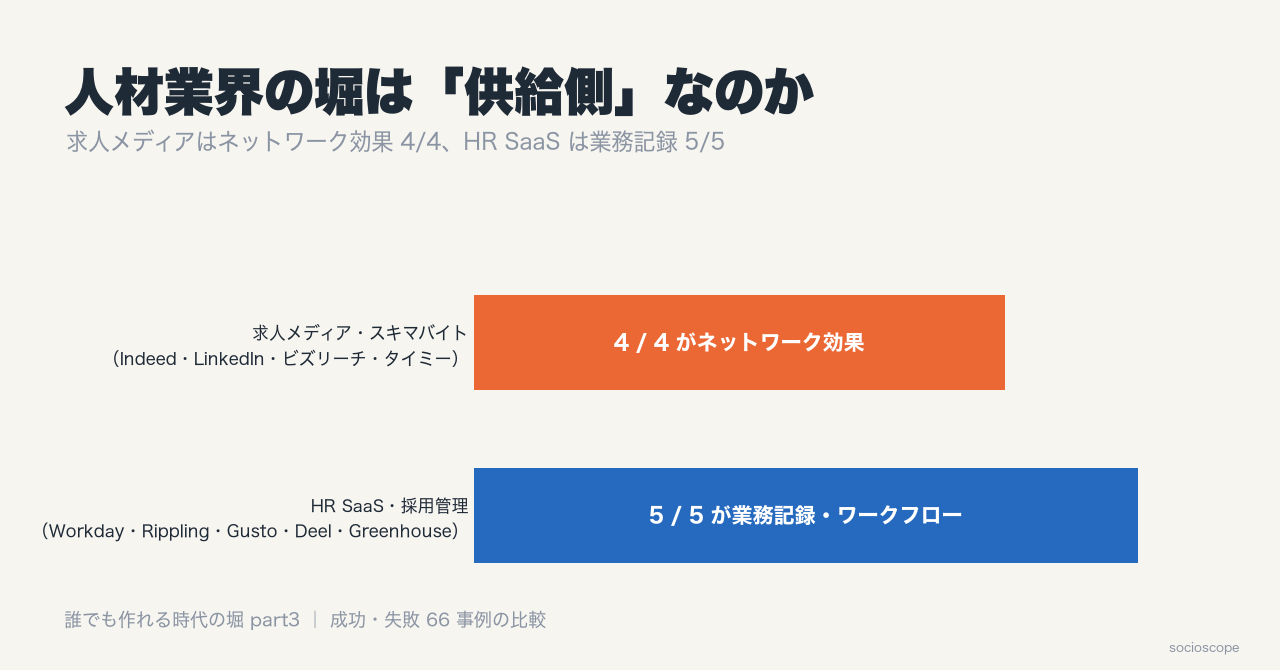 人材業界の堀は「供給側」なのか
求人メディアはネットワーク効果 4/4、HR SaaS は業務記録 5/5
求人メディア・スキマバイト
（Indeed・LinkedIn・ビズリーチ・タイミー）
4 / 4 がネットワーク効果
HR SaaS・採用管理
（Workday・Rippling・Gusto・Deel・Greenhouse）
5 / 5 が業務記録・ワークフロー
誰でも作れる時代の堀 part3 ｜ 成功・失敗 66 事例の比較
socioscope